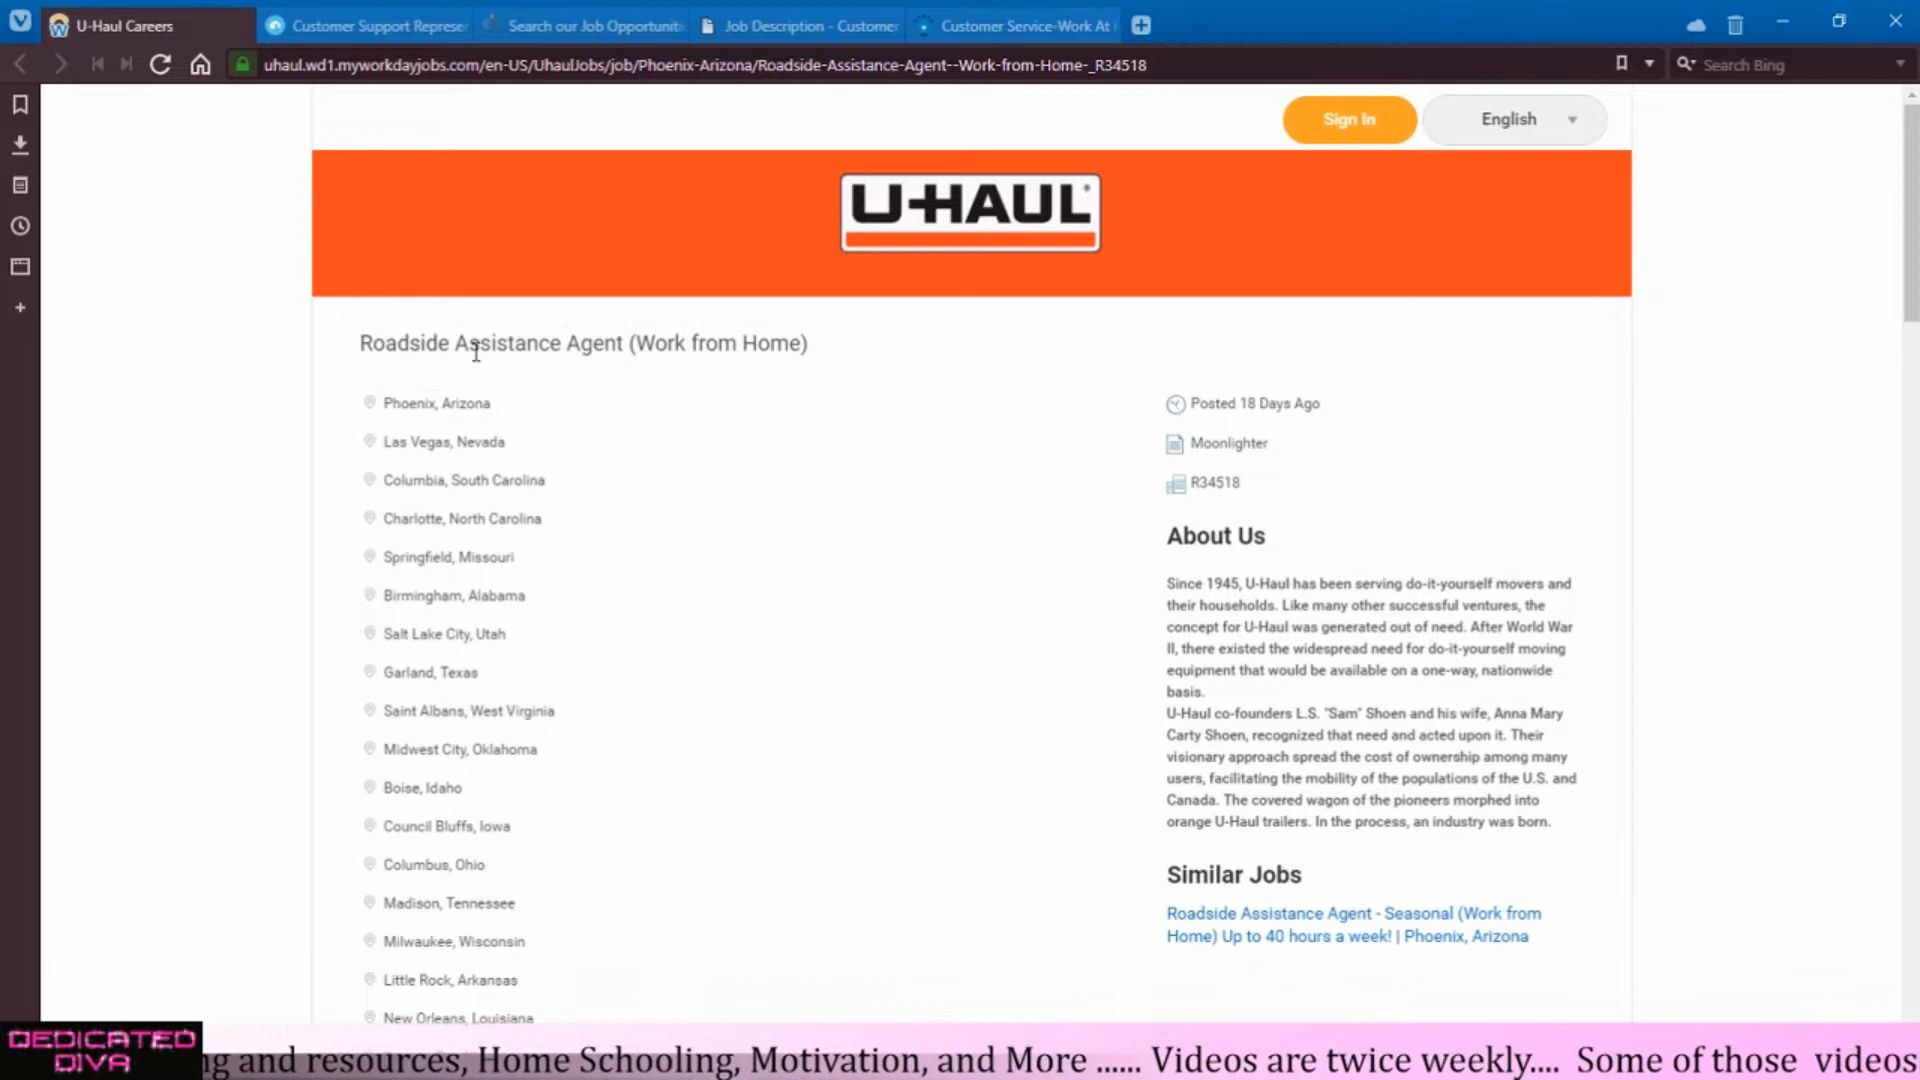 U-Haul Careers
Customer Support Represe
Search our Job Opportuniti
Job Description - Customer
Customer Service-Work At
uhaul.wd1.myworkdayjobs.com/en-US/UhaulJobs/job/Phoenix-Arizona/Roadside-Assistance-Agent--Work-from-Home-_R34518
Search Bing
Sign In
English
U-HAUL
Roadside Assistance Agent (Work from Home)
Phoenix, Arizona
Las Vegas, Nevada
Columbia, South Carolina
Charlotte, North Carolina
Springfield, Missouri
Birmingham, Alabama
Salt Lake City, Utah
Garland, Texas
Saint Albans, West Virginia
Midwest City, Oklahoma
Boise, Idaho
Council Bluffs, Iowa
Columbus, Ohio
Madison, Tennessee
Milwaukee, Wisconsin
Little Rock, Arkansas
New Orleans, Louisiana
Posted 18 Days Ago
Moonlighter
R34518
About Us
Since 1945, U-Haul has been serving do-it-yourself movers and
their households. Like many other successful ventures, the
concept for U-Haul was generated out of need. After World War
II, there existed the widespread need for do-it-yourself moving
equipment that would be available on a one-way, nationwide
basis.
U-Haul co-founders L.S. "Sam" Shoen and his wife, Anna Mary
Carty Shoen, recognized that need and acted upon it. Their
visionary approach spread the cost of ownership among many
users, facilitating the mobility of the populations of the U.S. and
Canada. The covered wagon of the pioneers morphed into
orange U-Haul trailers. In the process, an industry was born.
Similar Jobs
Roadside Assistance Agent - Seasonal (Work from
Home) Up to 40 hours a week! | Phoenix, Arizona
DEDICATED
DIVA
ng and resources, Home Schooling, Motivation, and More ...... Videos are twice weekly.... Some of those videos